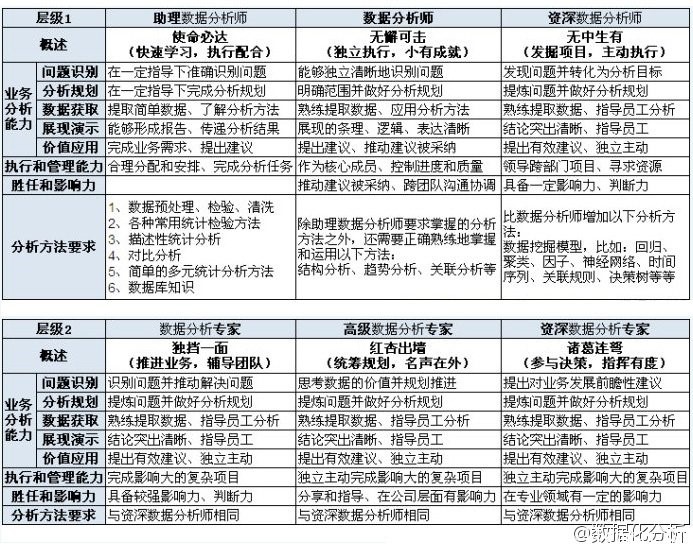 层级1 助理数据分析师 数据分析师 资深数据分析师
概述 使命必达 无懈可击 无中生有
(快速学习，执行配合) (独立执行，小有成就) (发掘项目，主动执行)
业务分析能力 问题识别 在一定指导下准确识别问题 能够独立清晰地识别问题 发现问题并转化为分析目标
分析规划 在一定指导下完成分析规划 明确范围并做好分析规划 提炼问题并做好分析规划
数据获取 提取简单数据、了解分析方法 熟练提取数据、应用分析方法 熟练提取数据、指导员工分析
展现演示 能够形成报告、传递分析结果 展现的条理、逻辑、表达清晰 结论突出清晰、指导员工
价值应用 完成业务需求、提出建议 提出建议、推动建议被采纳 提出有效建议、独立主动
执行和管理能力 合理分配和安排、完成分析任务 作为核心成员、控制进度和质量 领导跨部门项目、寻求资源
胜任和影响力 推动建议被采纳、跨团队沟通协调 具备一定影响力、判断力
分析方法要求
1、数据预处理、检验、清洗
2、各种常用统计检验方法
3、描述性统计分析
4、对比分析
5、简单的多元统计分析方法
6、数据库知识
除助理数据分析师要求掌握的分析
方法之外，还需要正确熟练地掌握
和运用以下方法：
结构分析、趋势分析、关联分析等
比数据分析师增加以下分析方
法：
数据挖掘模型，比如：回归、
聚类、因子、神经网络、时间
序列、关联规则、决策树等等
层级2 数据分析专家 高级数据分析专家 资深数据分析专家
概述 独挡一面 红杏出墙 诸葛连弩
(推进业务，辅导团队) (统筹规划，名声在外) (参与决策，指挥有度)
业务分析能力 问题识别 识别问题并推动解决问题 思考数据的价值并规划推进 提出对业务发展前瞻性建议
分析规划 提炼问题并做好分析规划 提炼问题并做好分析规划 提炼问题并做好分析规划
数据获取 熟练提取数据、指导员工分析 熟练提取数据、指导员工分析 熟练提取数据、指导员工分析
展现演示 结论突出清晰、指导员工 结论突出清晰、指导员工 结论突出清晰、指导员工
价值应用 提出有效建议、独立主动 提出有效建议、独立主动 提出有效建议、独立主动
执行和管理能力 完成影响大的复杂项目 独立主动完成影响大的复杂项目 独立主动完成影响大的复杂项目
胜任和影响力 具备较强影响力、判断力 分享和指导、在公司层面有影响力 在专业领域有一定的影响力
分析方法要求 与资深数据分析师相同 与资深数据分析师相同 与资深数据分析师相同
@数据化分析